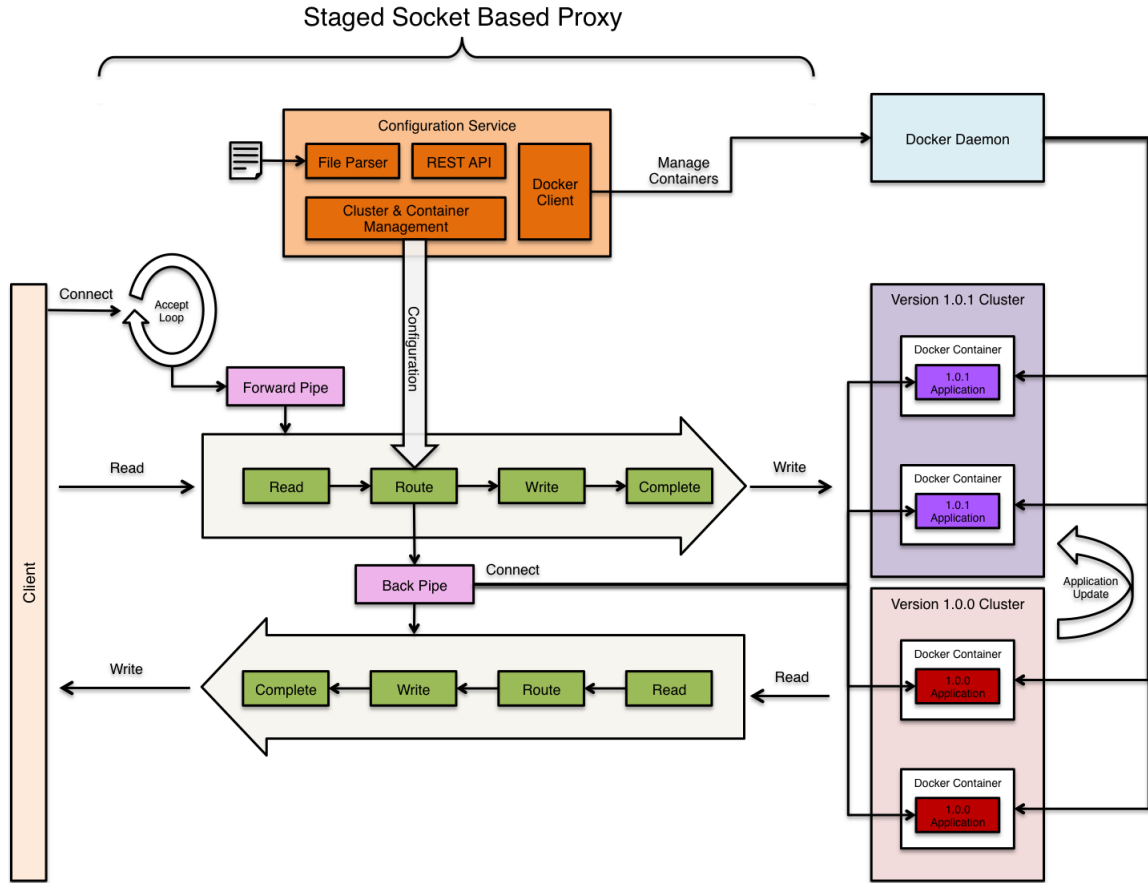 Staged Socket Based Proxy
Configuration Service
File Parser
REST API
Docker
Client
Cluster & Container
Management
Manage
Containers
Docker Daemon
Connect
Accept
Loop
Configuration
Forward Pipe
Read
Read
Route
Write
Complete
Write
Back Pipe
Connect
Client
Write
Complete
Write
Route
Read
Read
Version 1.0.1 Cluster
Docker Container
1.0.1
Application
Docker Container
1.0.1
Application
Application
Update
Version 1.0.0 Cluster
Docker Container
1.0.0
Application
Docker Container
1.0.0
Application